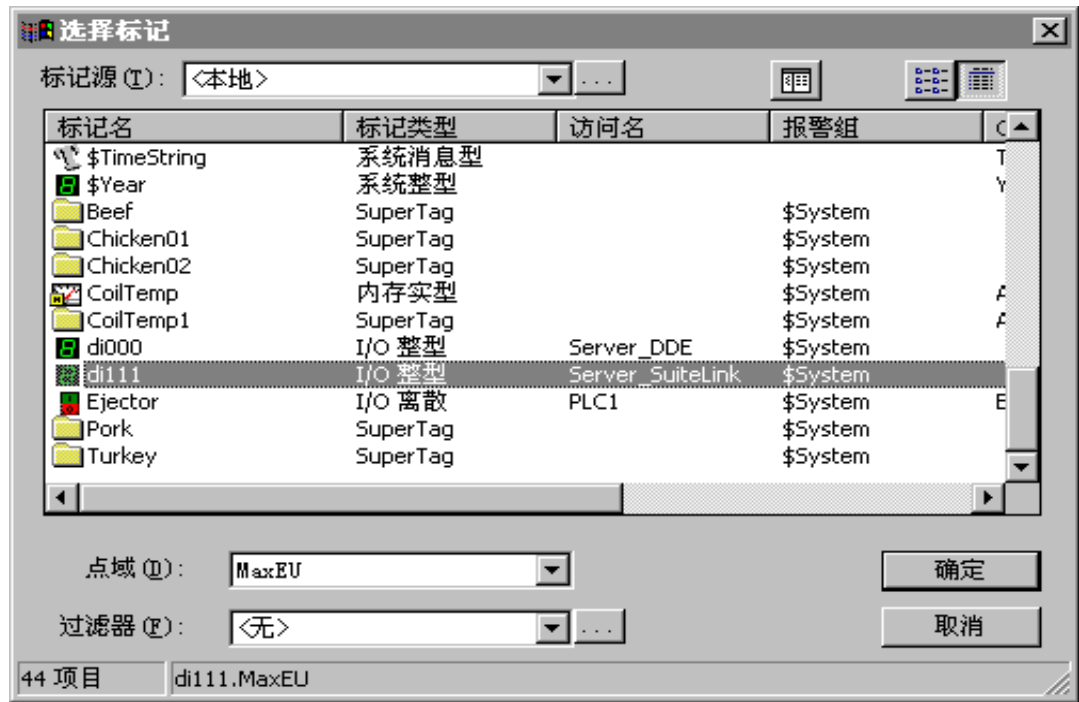 选择标记
标记源(T): <本地> ...
标记名 标记类型 访问名 报警组
$TimeString 系统消息型
$Year 系统整型
Beef SuperTag $System
Chicken01 SuperTag $System
Chicken02 SuperTag $System
CoilTemp 内存实型 $System
CoilTemp1 SuperTag $System
di000 I/O 整型 Server_DDE $System
di111 I/O 整型 Server_SuiteLink $System
Ejector I/O 离散 PLC1 $System
Pork SuperTag $System
Turkey SuperTag $System
点域(D): MaxEU 确定
过滤器(F): <无> ... 取消
44 项目 di111.MaxEU